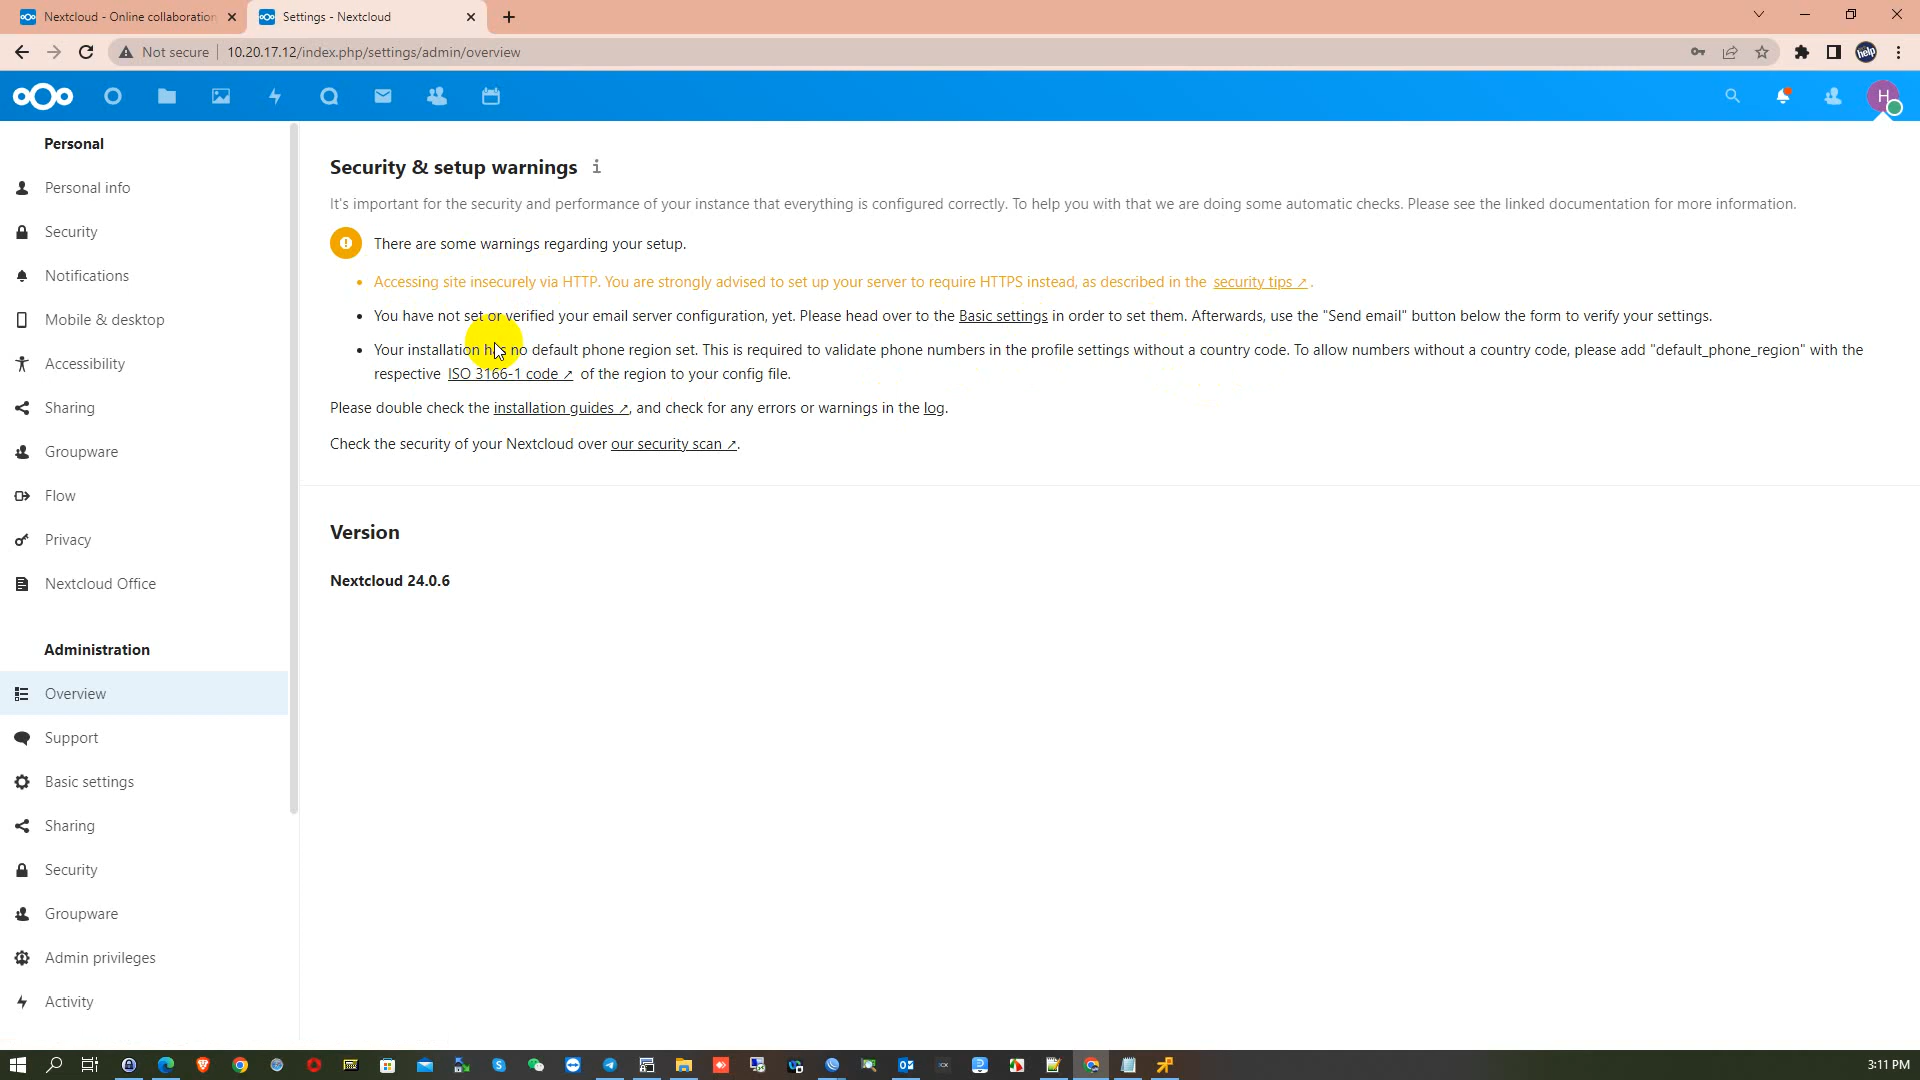 Nextcloud - Online collaboration
Settings - Nextcloud
Not secure
10.20.17.12/index.php/settings/admin/overview
help
H
Personal
Personal info
Security
Notifications
Mobile & desktop
Accessibility
Sharing
Groupware
Flow
Privacy
Nextcloud Office
Administration
Overview
Support
Basic settings
Sharing
Security
Groupware
Admin privileges
Activity
Security & setup warnings
It's important for the security and performance of your instance that everything is configured correctly. To help you with that we are doing some automatic checks. Please see the linked documentation for more information.
There are some warnings regarding your setup.
• Accessing site insecurely via HTTP. You are strongly advised to set up your server to require HTTPS instead, as described in the security tips ↗.
• You have not set or verified your email server configuration, yet. Please head over to the Basic settings in order to set them. Afterwards, use the "Send email" button below the form to verify your settings.
• Your installation has no default phone region set. This is required to validate phone numbers in the profile settings without a country code. To allow numbers without a country code, please add "default_phone_region" with the
respective ISO 3166-1 code ↗ of the region to your config file.
Please double check the installation guides ↗, and check for any errors or warnings in the log.
Check the security of your Nextcloud over our security scan ↗.
Version
Nextcloud 24.0.6
3:11 PM